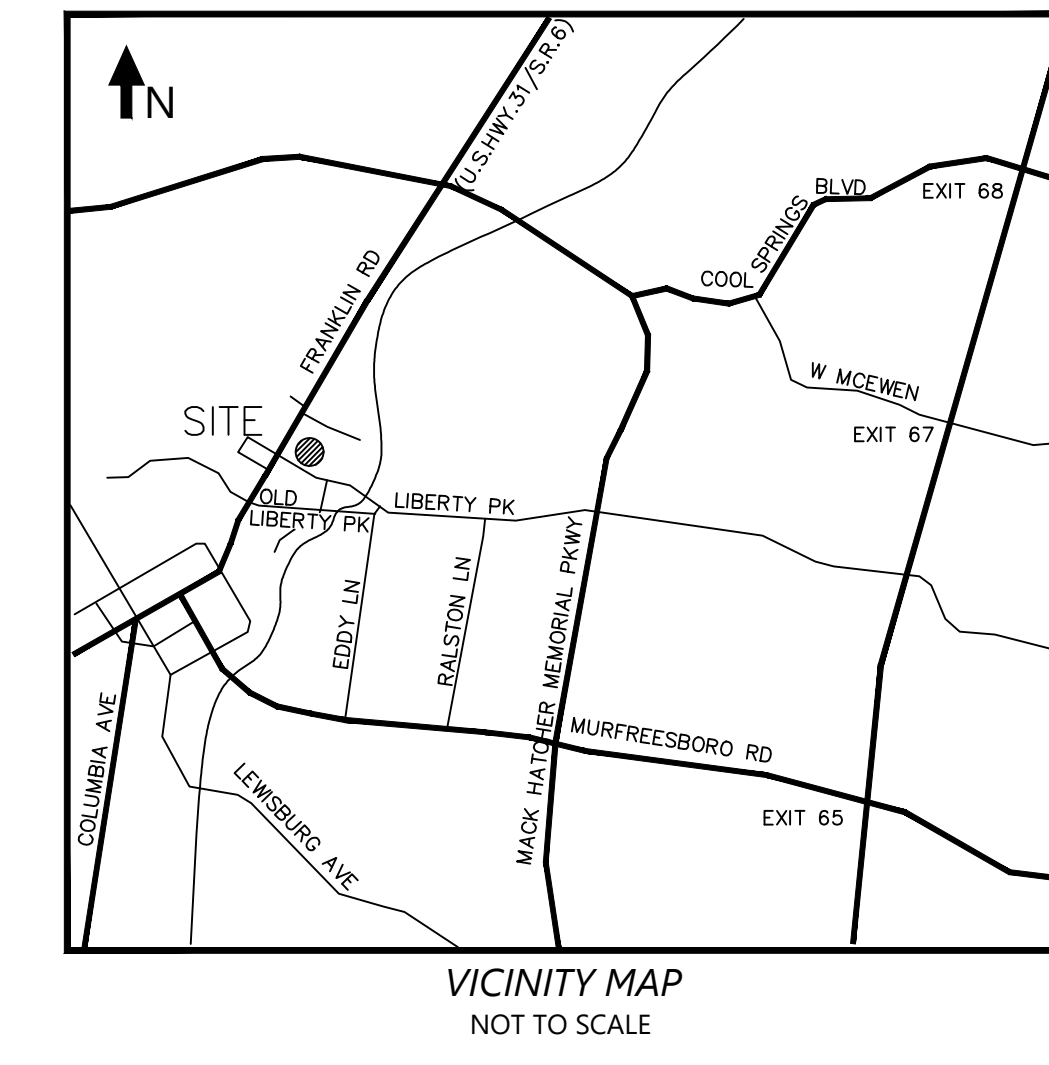 N
(U.S.HWY.31/S.R.6)
BLVD
EXIT 68
SPRINGS
COOL
FRANKLIN RD
W MCEWEN
SITE
EXIT 67
OLD
LIBERTY PK
LIBERTY PK
EDDY LN
RALSTON LN
MACK HATCHER MEMORIAL PKWY
MURFREESBORO RD
COLUMBIA AVE
LEWISBURG AVE
EXIT 65
VICINITY MAP
NOT TO SCALE